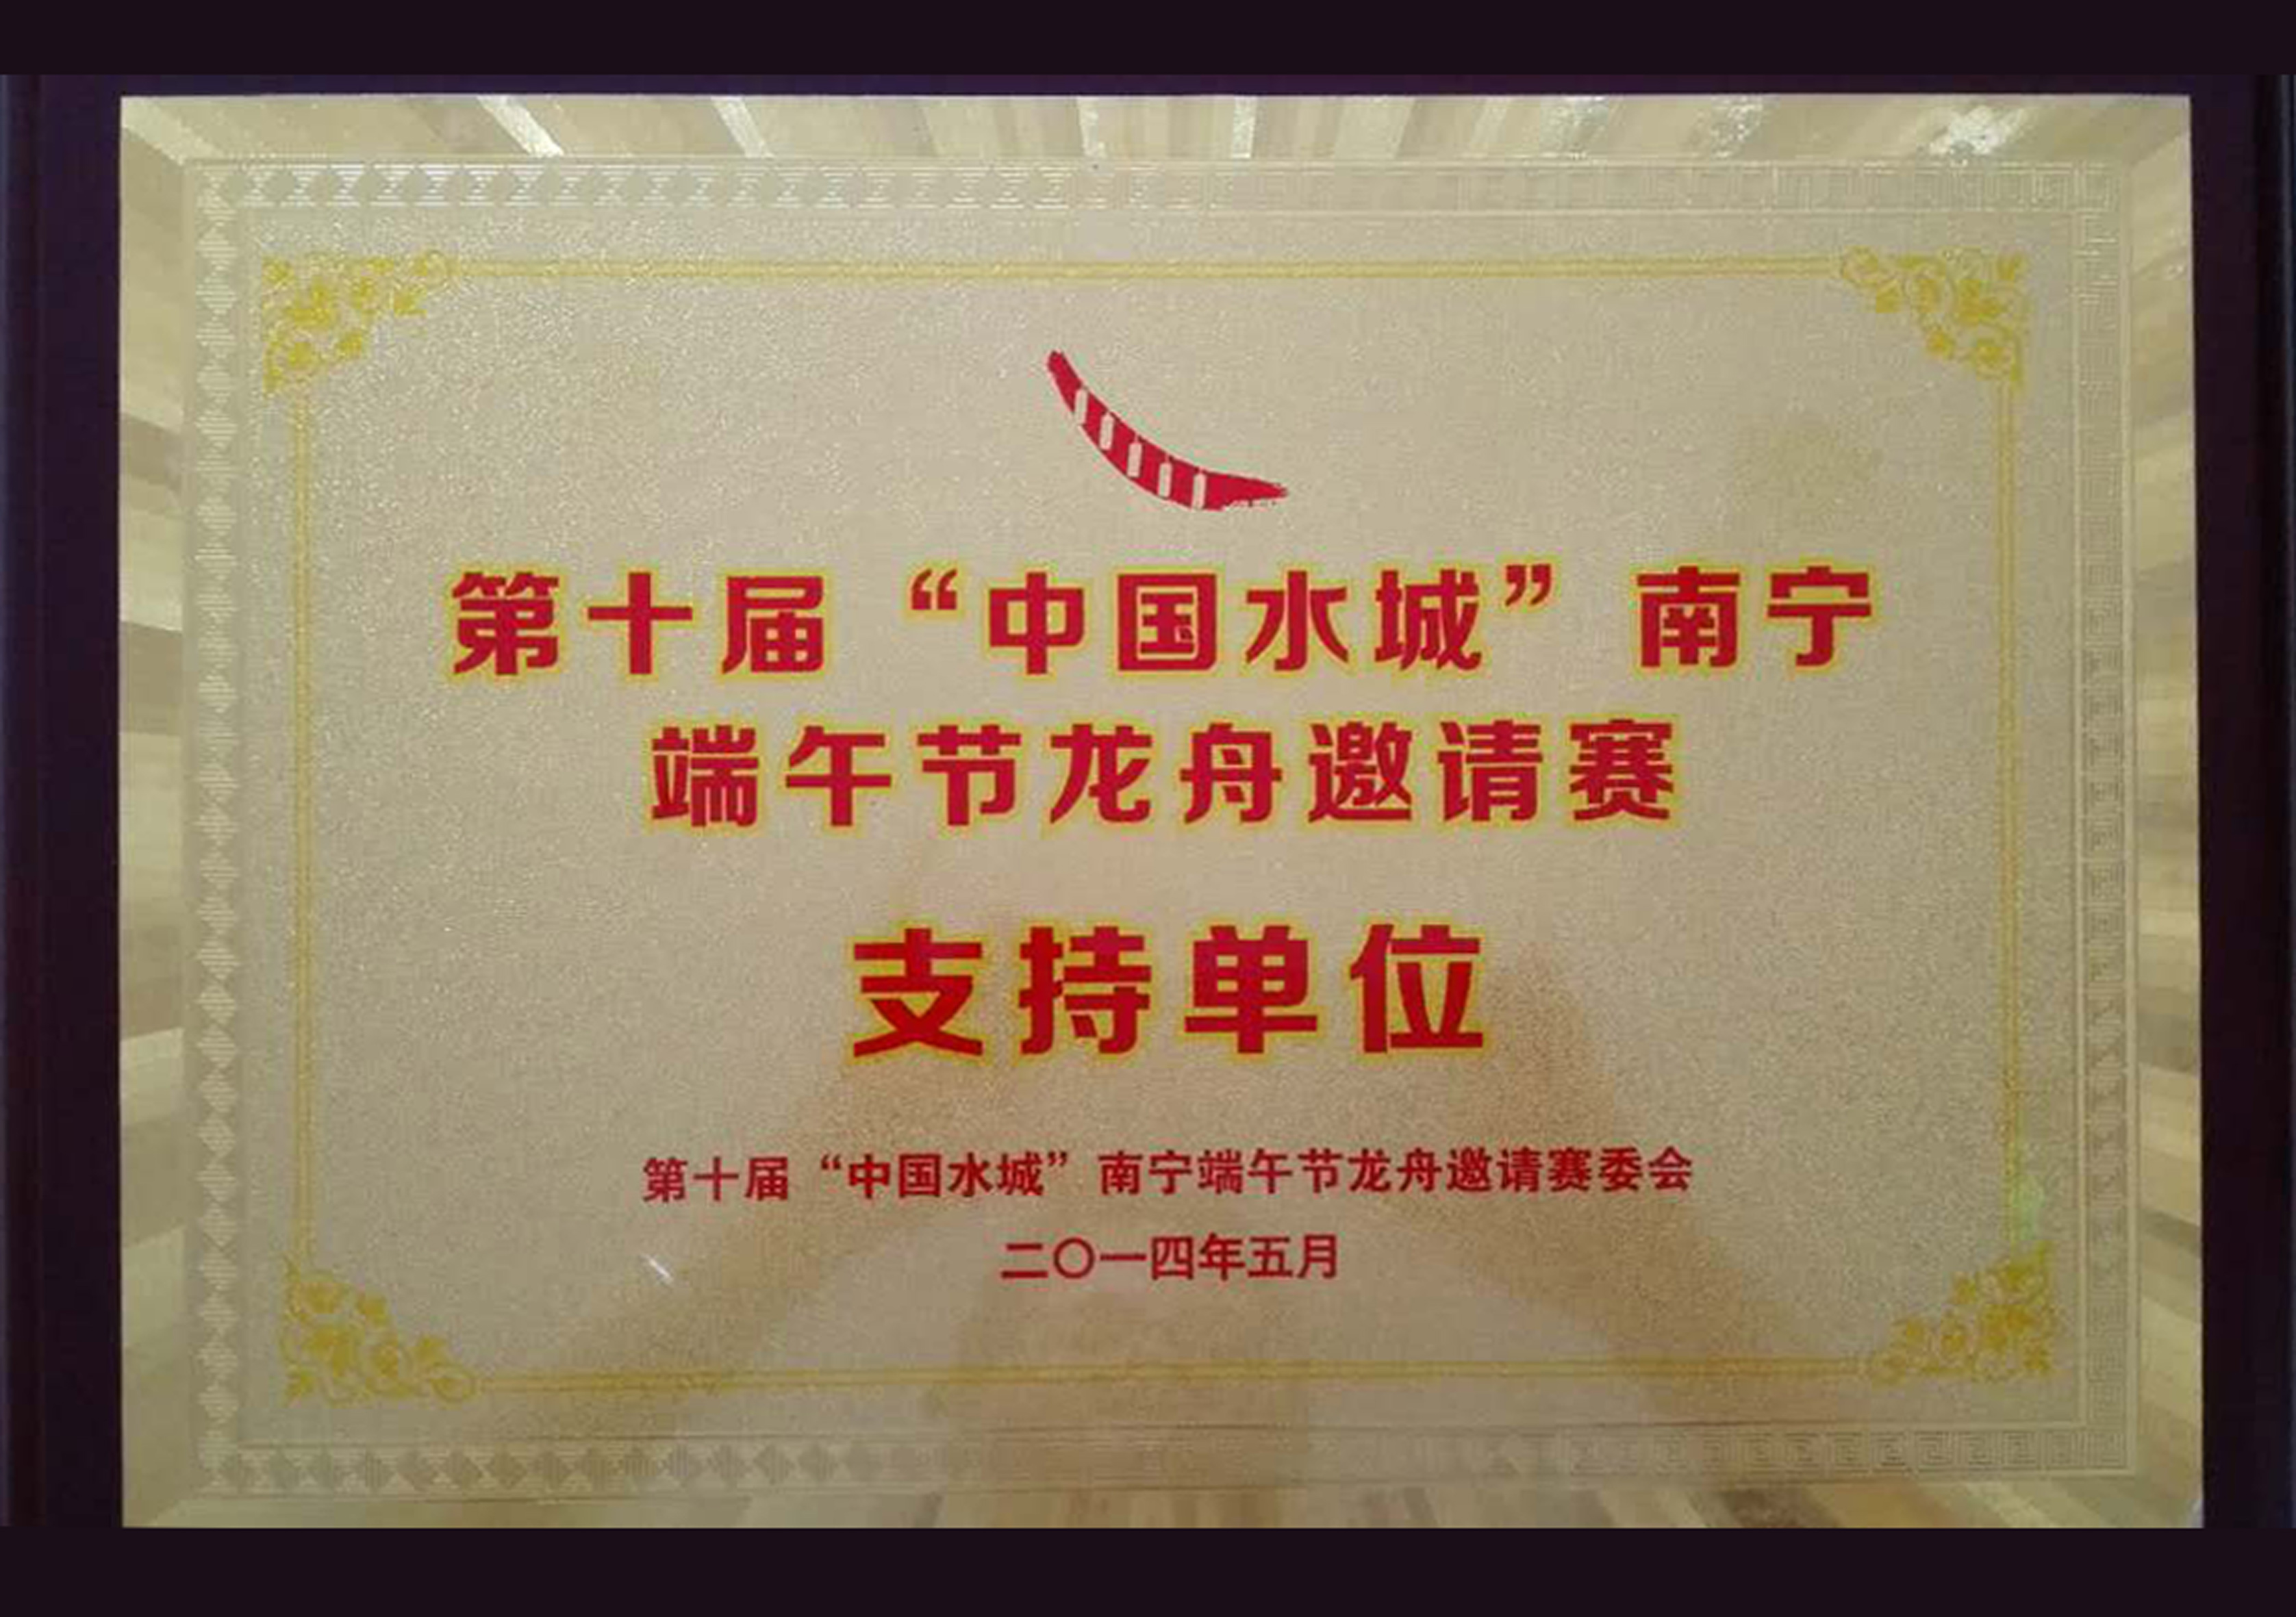 第十届“中国水城”南宁
端午节龙舟邀请赛
支持单位
第十届“中国水城”南宁端午节龙舟邀请赛委会
二〇一四年五月